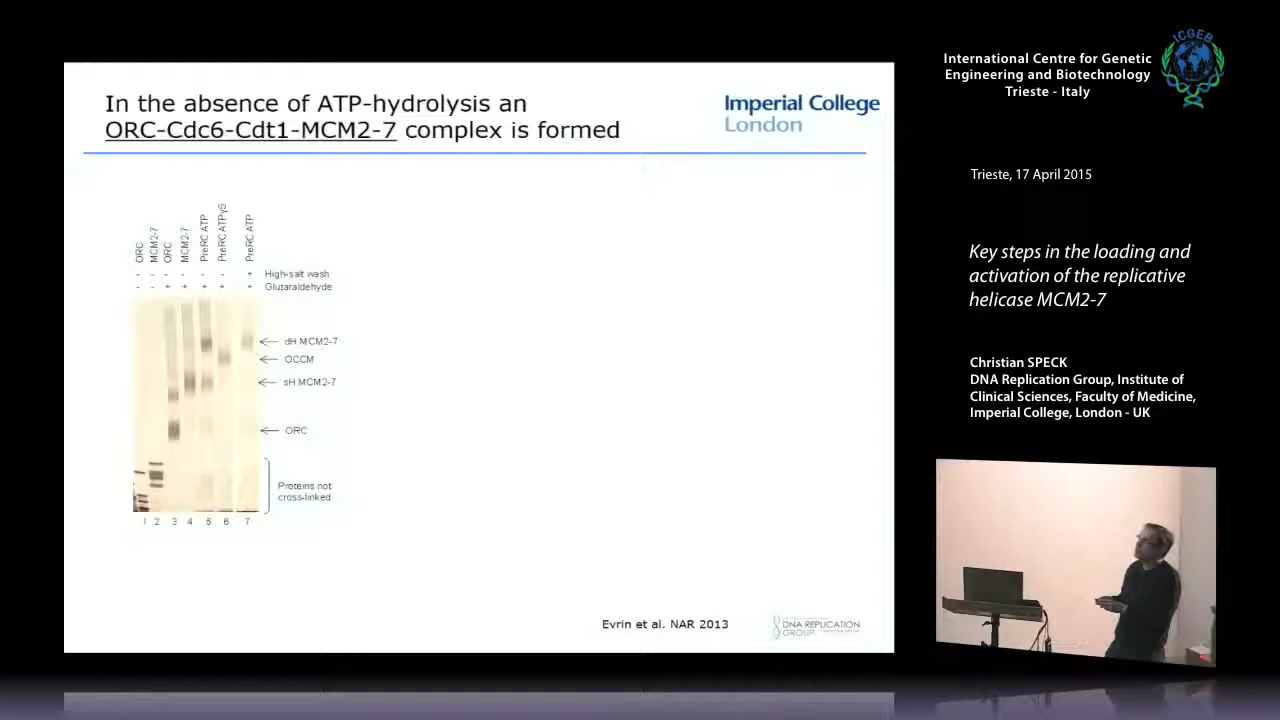 In the absence of ATP-hydrolysis an
ORC-Cdc6-Cdt1-MCM2-7 complex is formed
Imperial College
London
ORC
MCM2-7
ORC
MCM2-7
PreRC ATP
PreRC ATPγS
PreRC ATP
- - - - - - + High-salt wash
- - + + + + + Glutaraldehyde
dH MCM2-7
OCCM
sH MCM2-7
ORC
Proteins not
cross-linked
1 2 3 4 5 6 7
Evrin et al. NAR 2013
DNA REPLICATION
GROUP
International Centre for Genetic
Engineering and Biotechnology
Trieste - Italy
ICGEB
Trieste, 17 April 2015
Key steps in the loading and
activation of the replicative
helicase MCM2-7
Christian SPECK
DNA Replication Group, Institute of
Clinical Sciences, Faculty of Medicine,
Imperial College, London - UK